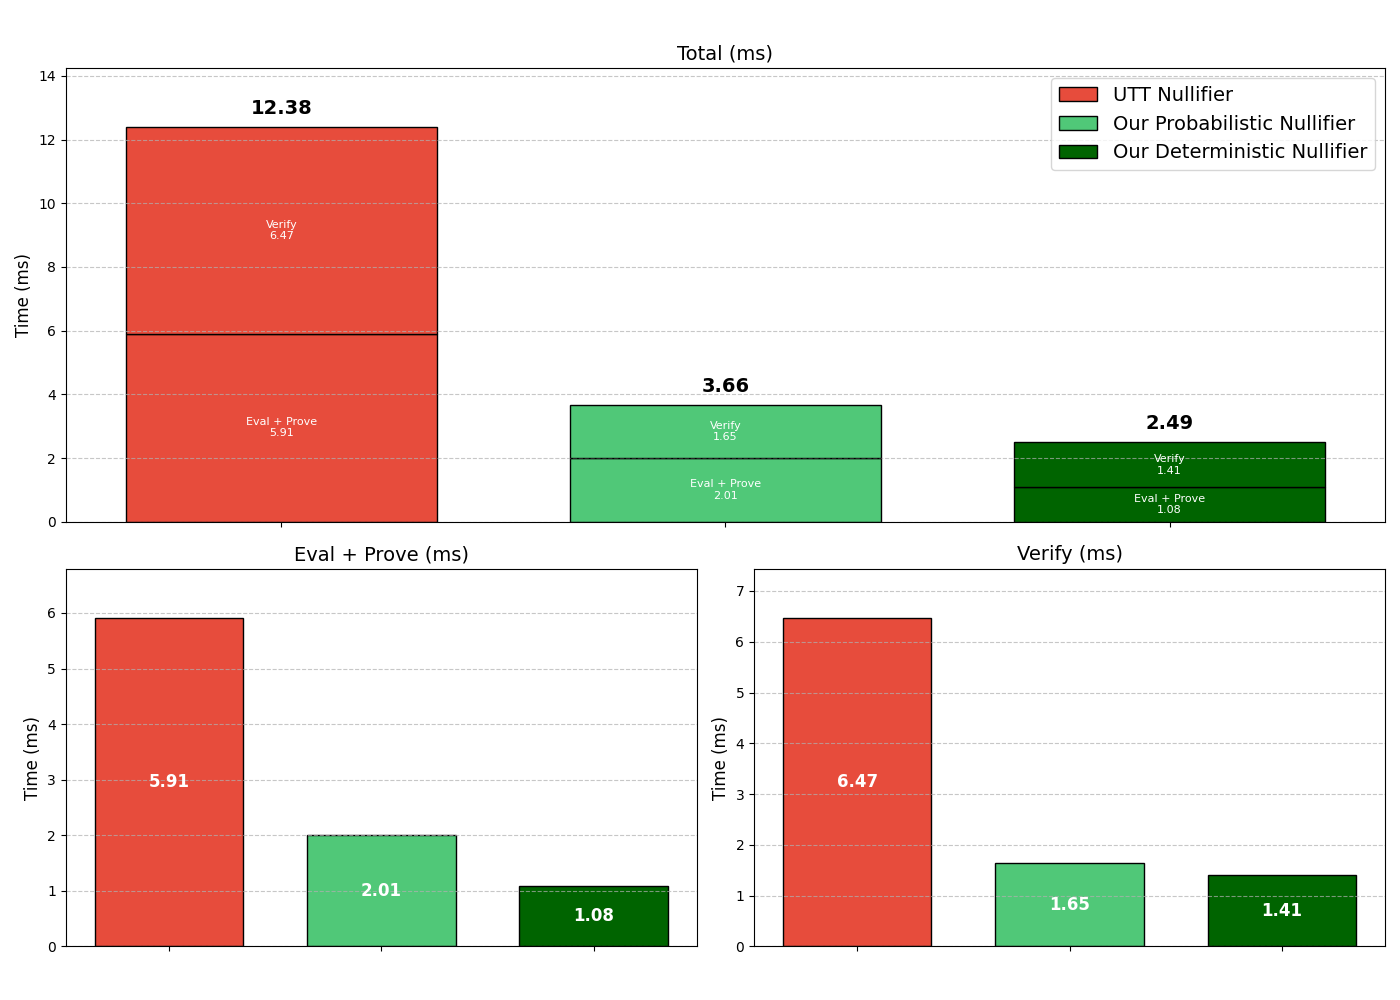 Total (ms)
14
12
10
8
6
4
2
0
Time (ms)
12.38
Verify
6.47
Eval + Prove
5.91
3.66
Verify
1.65
Eval + Prove
2.01
2.49
Verify
1.41
Eval + Prove
1.08
UTT Nullifier
Our Probabilistic Nullifier
Our Deterministic Nullifier
Eval + Prove (ms)
6
5
4
3
2
1
0
Time (ms)
5.91
2.01
1.08
Verify (ms)
7
6
5
4
3
2
1
0
Time (ms)
6.47
1.65
1.41